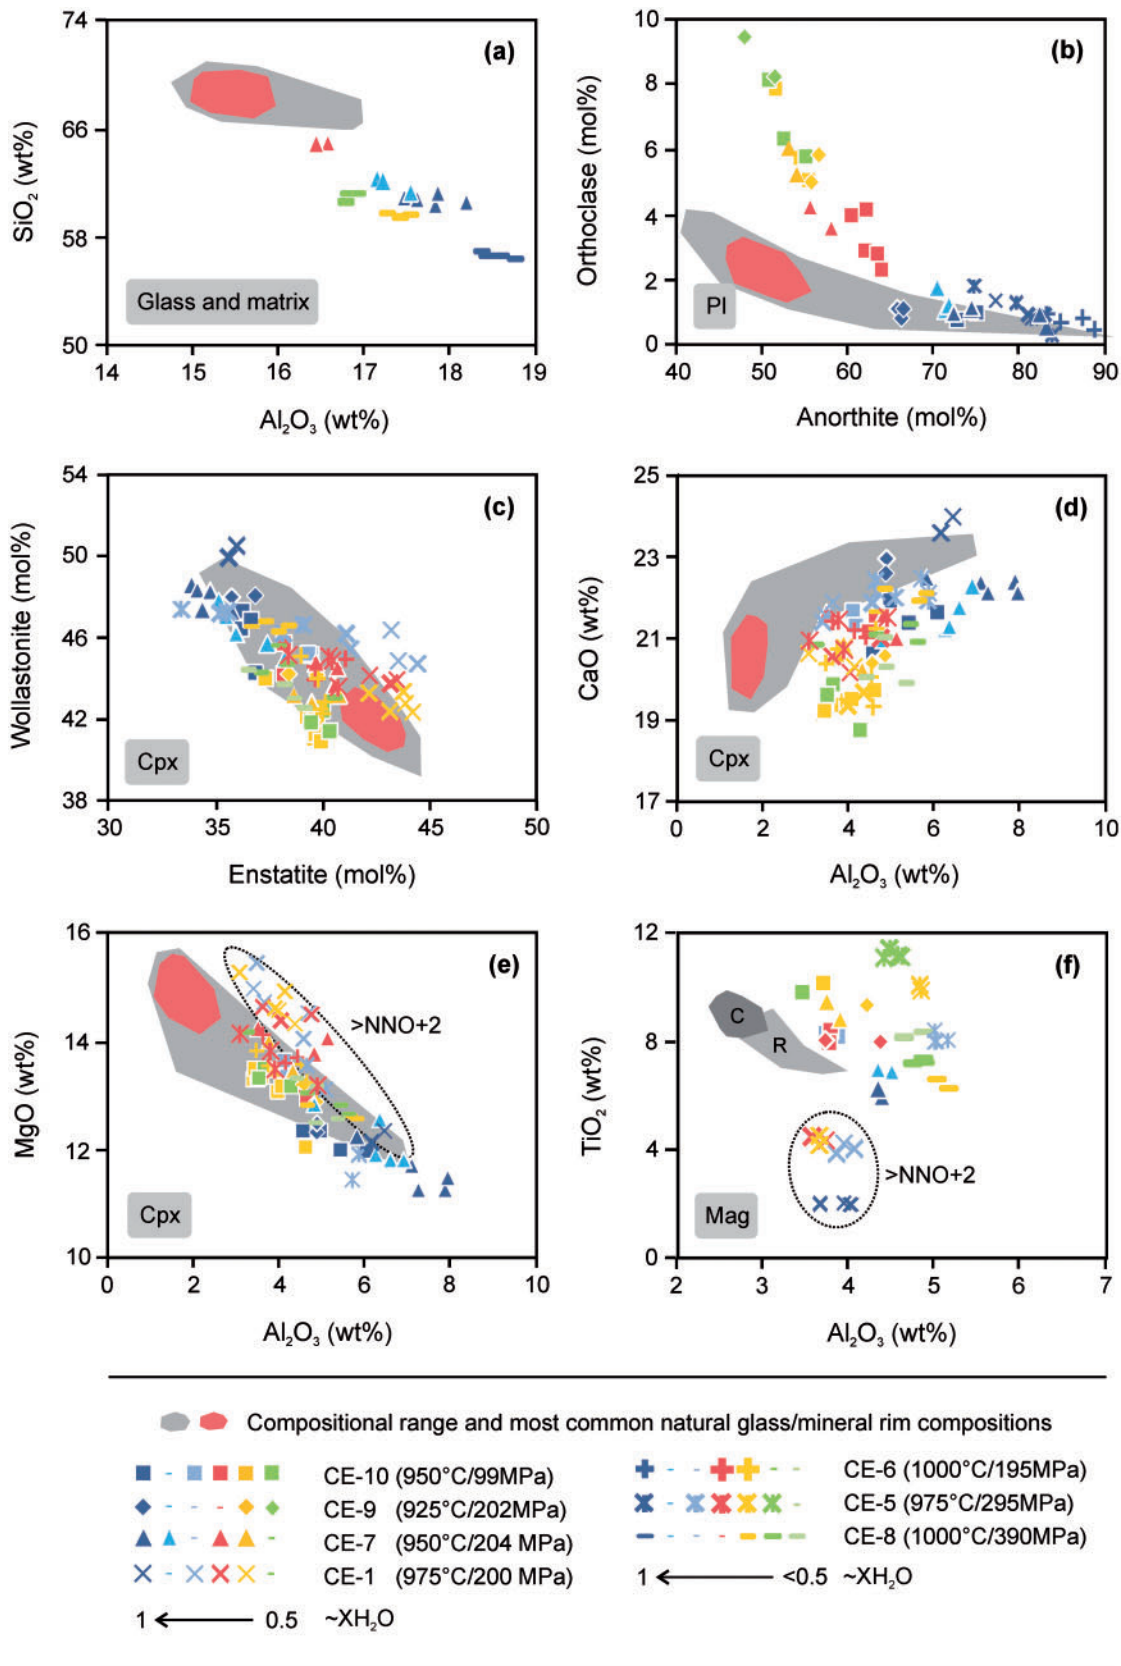 74
66
58
50
SiO₂ (wt%)
(a)
Glass and matrix
14 15 16 17 18 19
Al₂O₃ (wt%)
10
8
6
4
2
0
Orthoclase (mol%)
(b)
Pl
40 50 60 70 80 90
Anorthite (mol%)
54
50
46
42
38
Wollastonite (mol%)
(c)
Cpx
30 35 40 45 50
Enstatite (mol%)
25
23
21
19
17
CaO (wt%)
(d)
Cpx
0 2 4 6 8 10
Al₂O₃ (wt%)
16
14
12
10
MgO (wt%)
(e)
>NNO+2
Cpx
0 2 4 6 8 10
Al₂O₃ (wt%)
12
8
4
0
TiO₂ (wt%)
(f)
C
R
>NNO+2
Mag
2 3 4 5 6 7
Al₂O₃ (wt%)
Compositional range and most common natural glass/mineral rim compositions
CE-10 (950°C/99MPa)
CE-9 (925°C/202MPa)
CE-7 (950°C/204 MPa)
CE-1 (975°C/200 MPa)
1 ← 0.5 ~XH₂O
CE-6 (1000°C/195MPa)
CE-5 (975°C/295MPa)
CE-8 (1000°C/390MPa)
1 ← <0.5 ~XH₂O